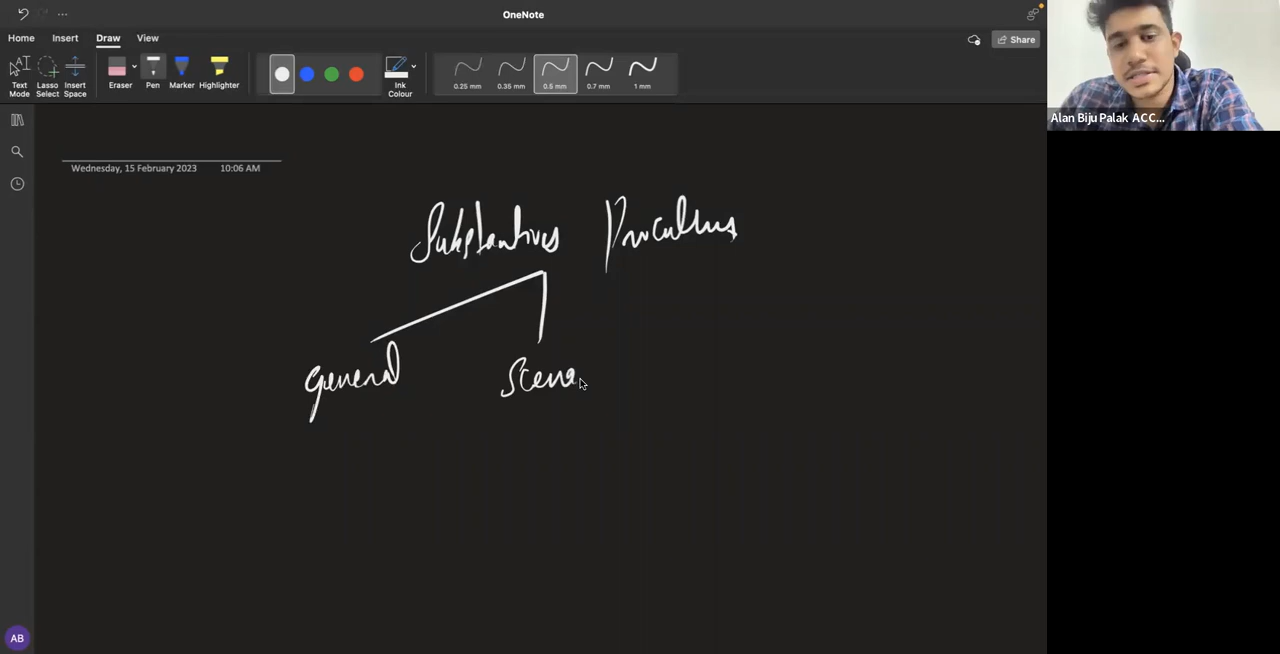 OneNote
Home Insert Draw View
Share
Text Mode Lasso Select Insert Space Eraser Pen Marker Highlighter Ink Colour 0.25 mm 0.35 mm 0.5 mm 0.7 mm 1 mm
Alan Biju Palak ACC...
Wednesday, 15 February 2023 10:06 AM
Substantives
General Scena
AB